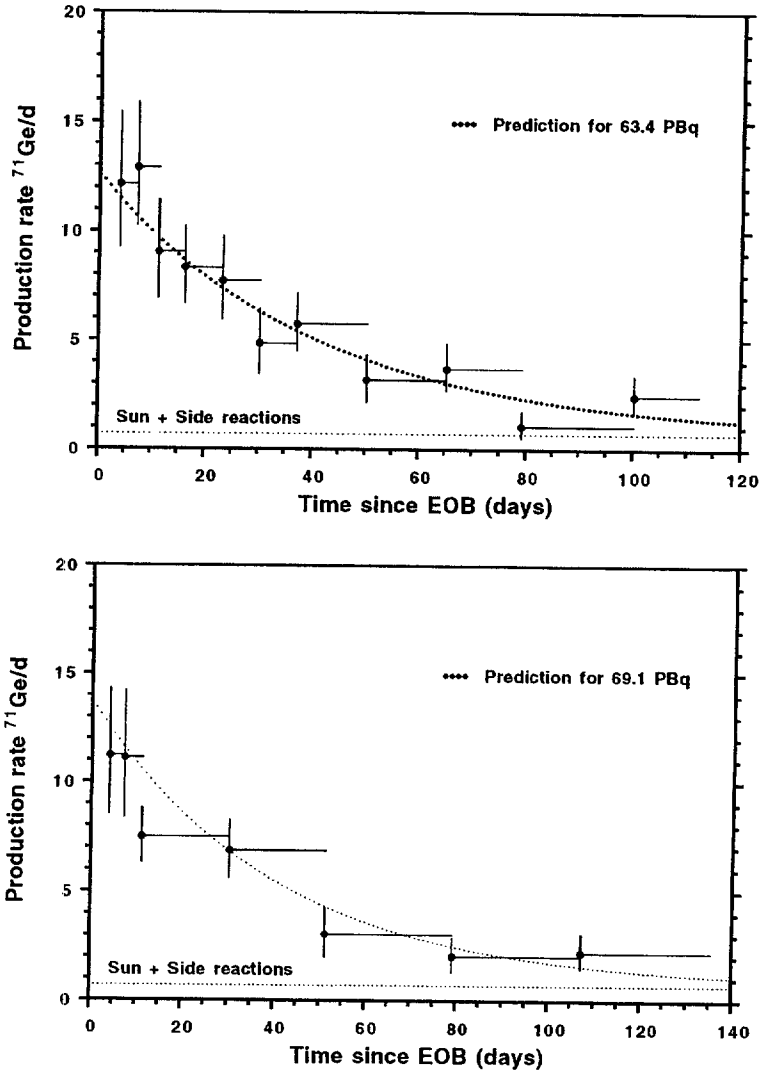 20
15
10
5
0
Production rate ⁷¹Ge/d
Prediction for 63.4 PBq
Sun + Side reactions
0 20 40 60 80 100 120
Time since EOB (days)
20
15
10
5
0
Production rate ⁷¹Ge/d
Prediction for 69.1 PBq
Sun + Side reactions
0 20 40 60 80 100 120 140
Time since EOB (days)